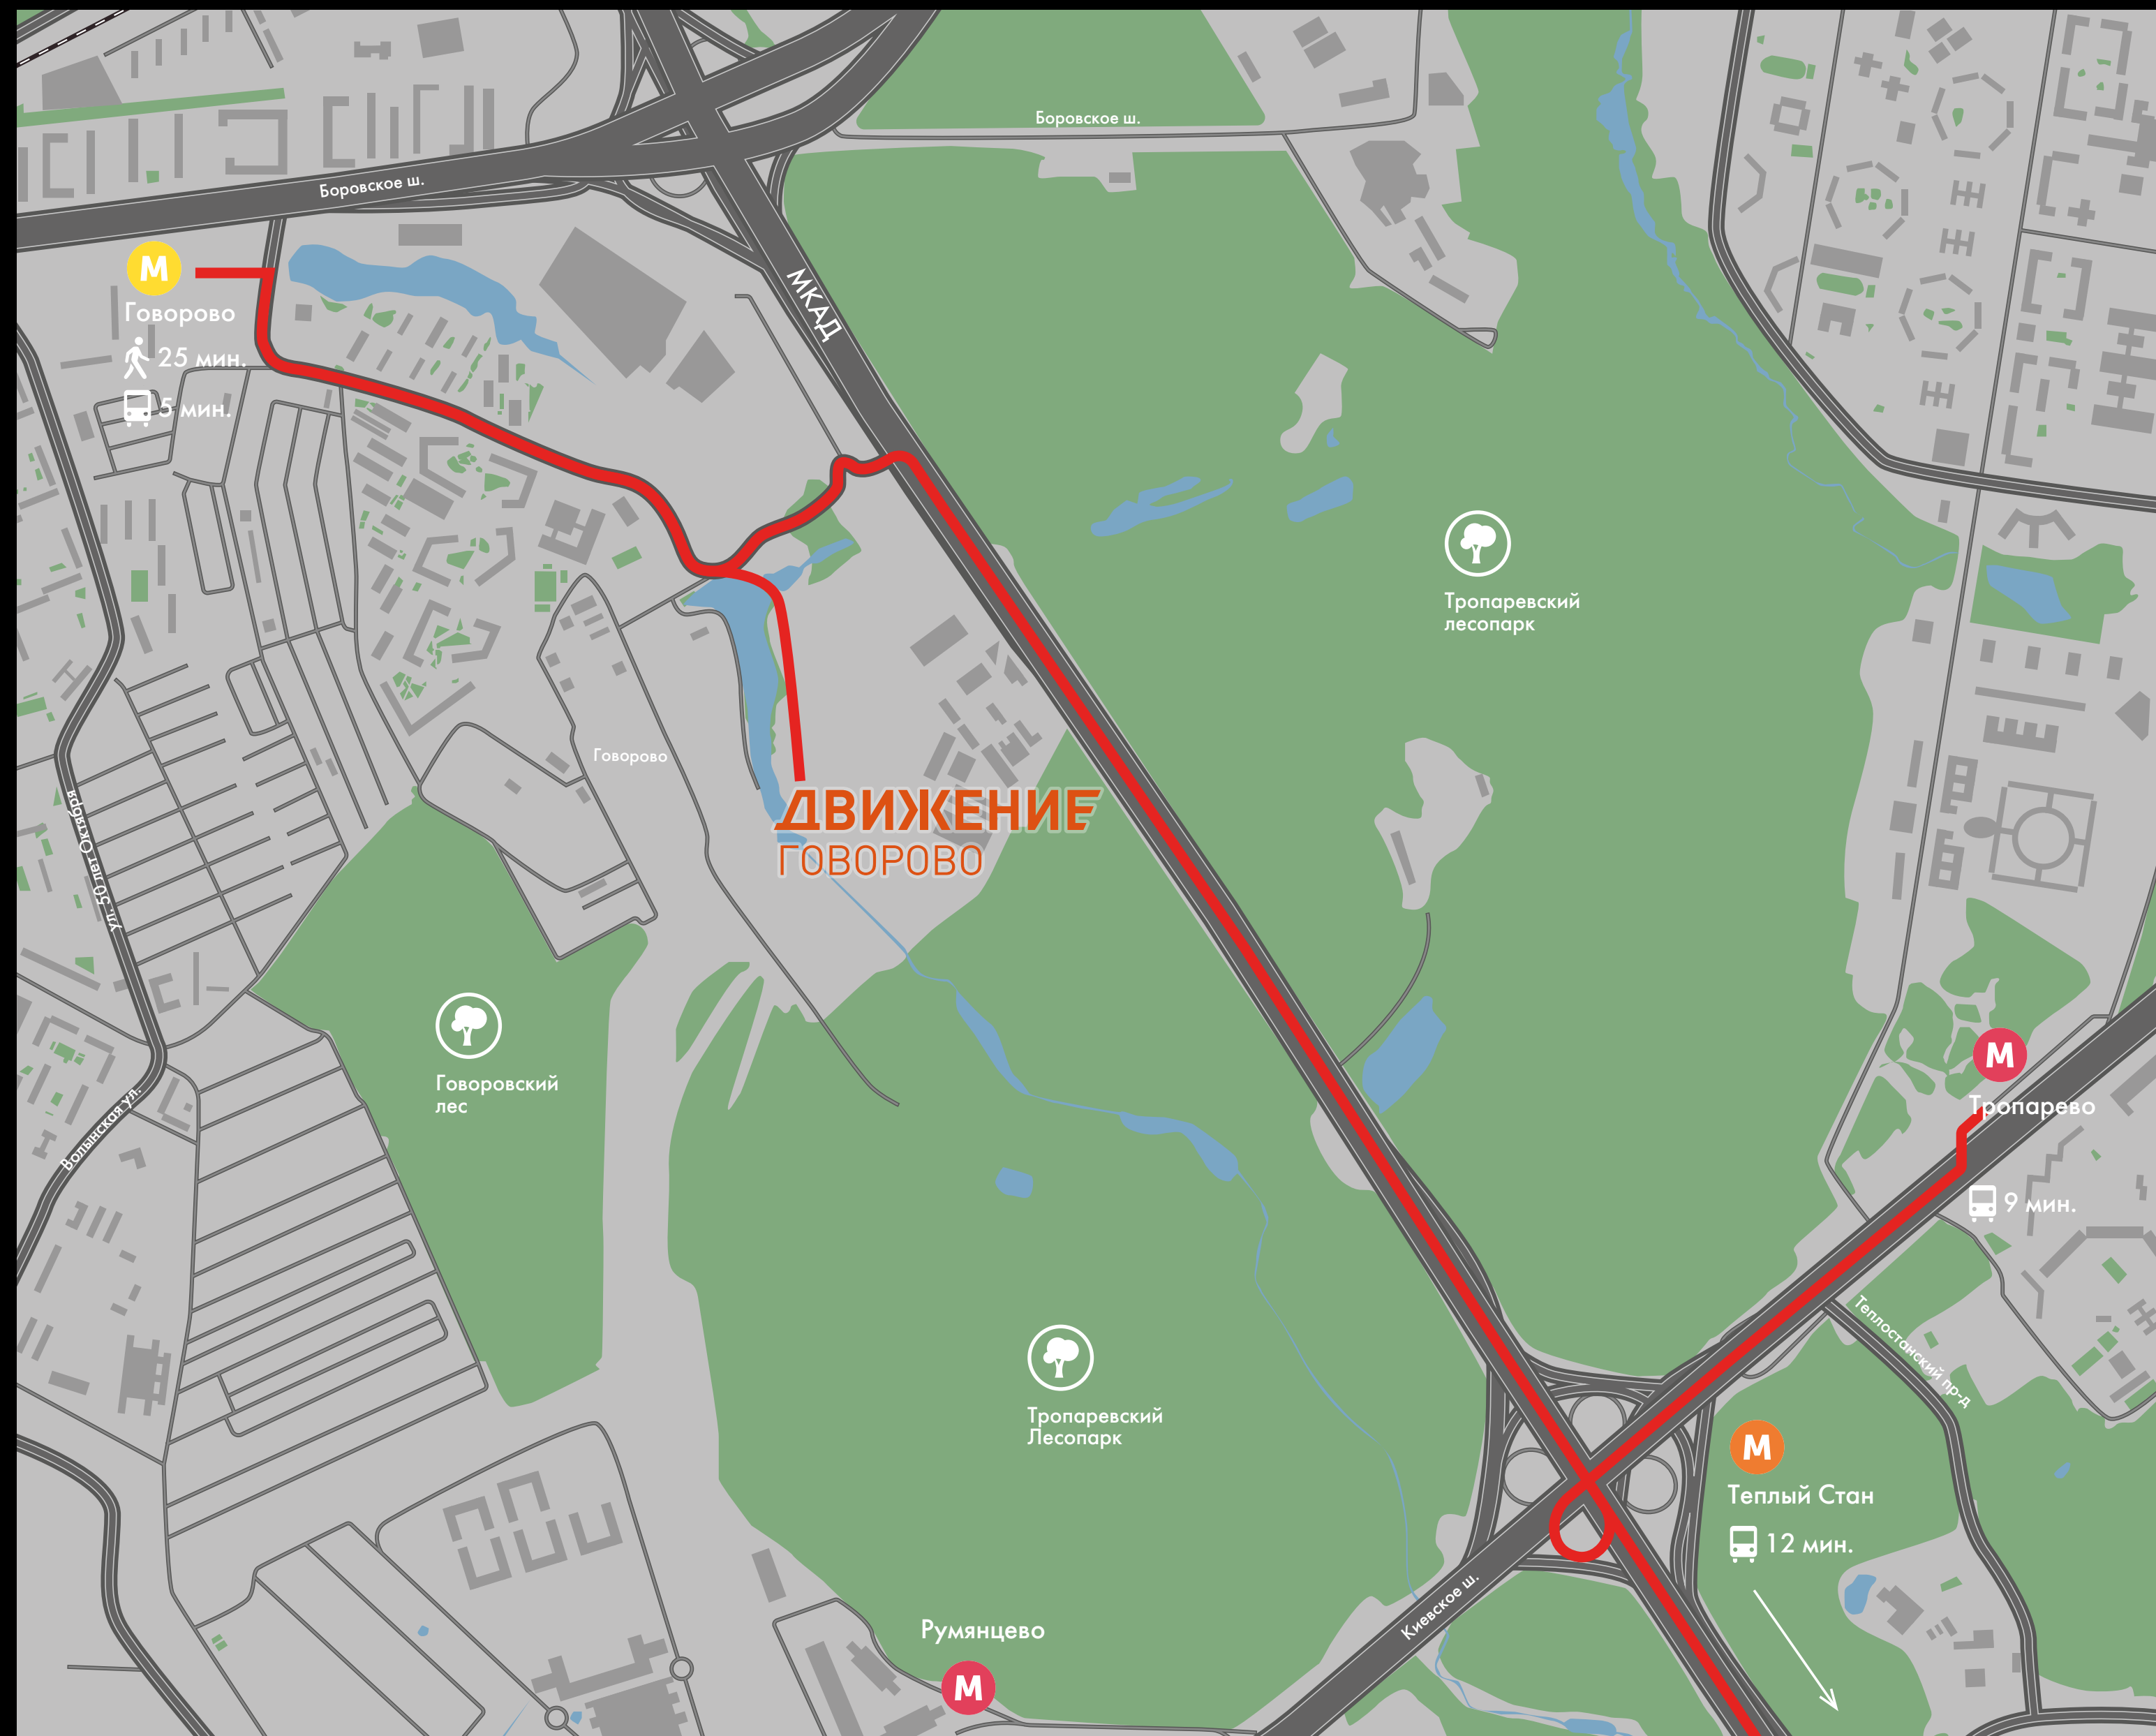 Боровское ш.
Боровское ш.
М
Говорово
25 мин.
5 мин.
МКАД
Тропаревский
лесопарк
Говорово
ДВИЖЕНИЕ
ГОВОРОВО
ул. 50 лет Октября
М
Тропарево
9 мин.
Говоровский
лес
Волынская ул.
Теплостанский пр-д
Тропаревский
Лесопарк
М
Теплый Стан
12 мин.
Киевское ш.
Румянцево
М